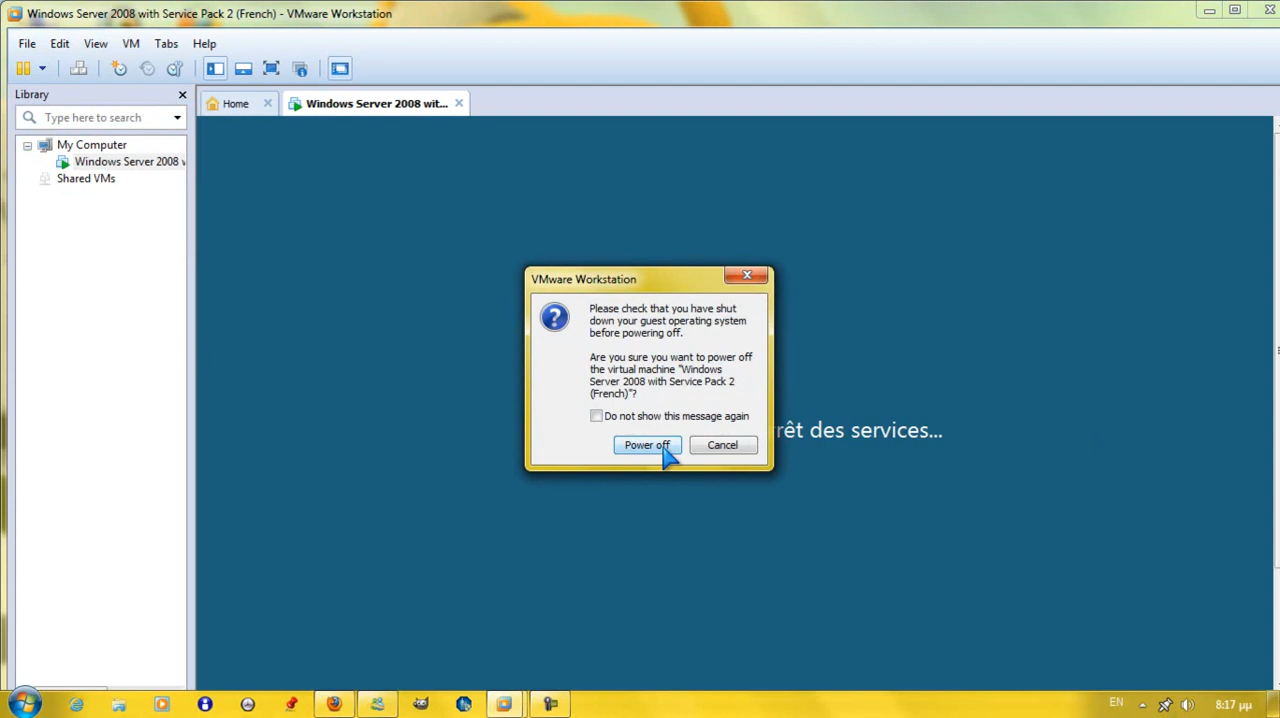 Windows Server 2008 with Service Pack 2 (French) - VMware Workstation
File Edit View VM Tabs Help
Library
Home
Windows Server 2008 wit...
Type here to search
My Computer
Windows Server 2008
Shared VMs
VMware Workstation
Please check that you have shut
down your guest operating system
before powering off.
Are you sure you want to power off
the virtual machine "Windows
Server 2008 with Service Pack 2
(French)"?
Do not show this message again
Power off Cancel
rêt des services...
EN
8:17 μμ